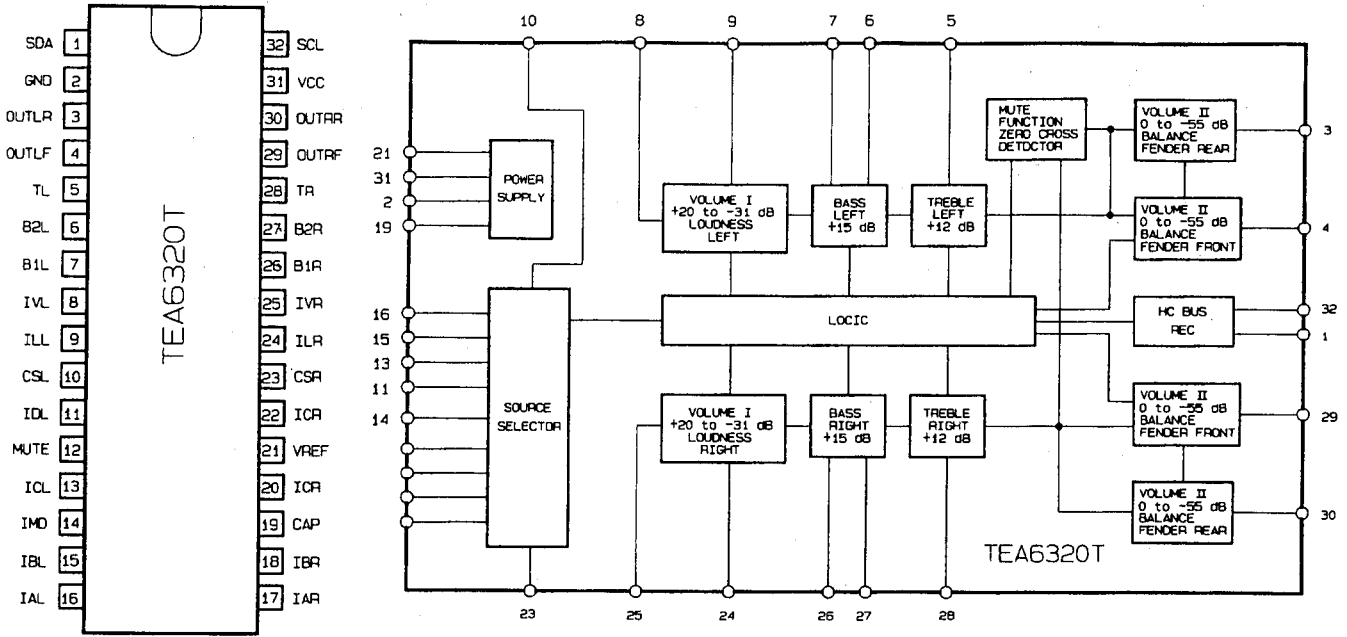 SDA 1
GND 2
OUTLR 3
OUTLF 4
TL 5
B2L 6
B1L 7
IVL 8
ILL 9
CSL 10
IDL 11
MUTE 12
ICL 13
IMD 14
IBL 15
IAL 16
TEA6320T
32 SCL
31 VCC
30 OUTRR
29 OUTRF
28 TR
27 B2R
26 B1R
25 IVR
24 ILR
23 CSR
22 ICR
21 VREF
20 ICR
19 CAP
18 IBR
17 IAR
10
8
9
7
6
5
21
31
2
19
POWER
SUPPLY
VOLUME I
+20 to -31 dB
LOUDNESS
LEFT
BASS
LEFT
+15 dB
TREBLE
LEFT
+12 dB
MUTE
FUNCTION
ZERO CROSS
DETDCTOR
VOLUME II
0 to -55 dB
BALANCE
FENDER REAR
3
VOLUME II
0 to -55 dB
BALANCE
FENDER FRONT
4
16
15
13
11
14
SOURCE
SELECTOR
LOCIC
HC BUS
REC
32
1
VOLUME I
+20 to -31 dB
LOUDNESS
RIGHT
BASS
RIGHT
+15 dB
TREBLE
RIGHT
+12 dB
VOLUME II
0 to -55 dB
BALANCE
FENDER FRONT
29
VOLUME II
0 to -55 dB
BALANCE
FENDER REAR
30
TEA6320T
23
25
24
26
27
28